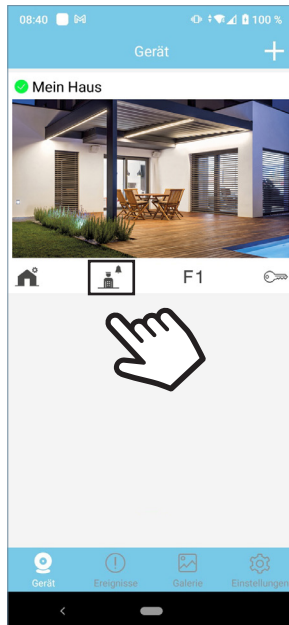 08:40 100 %
Gerät
Mein Haus
F1
Gerät Ereignisse Galerie Einstellungen